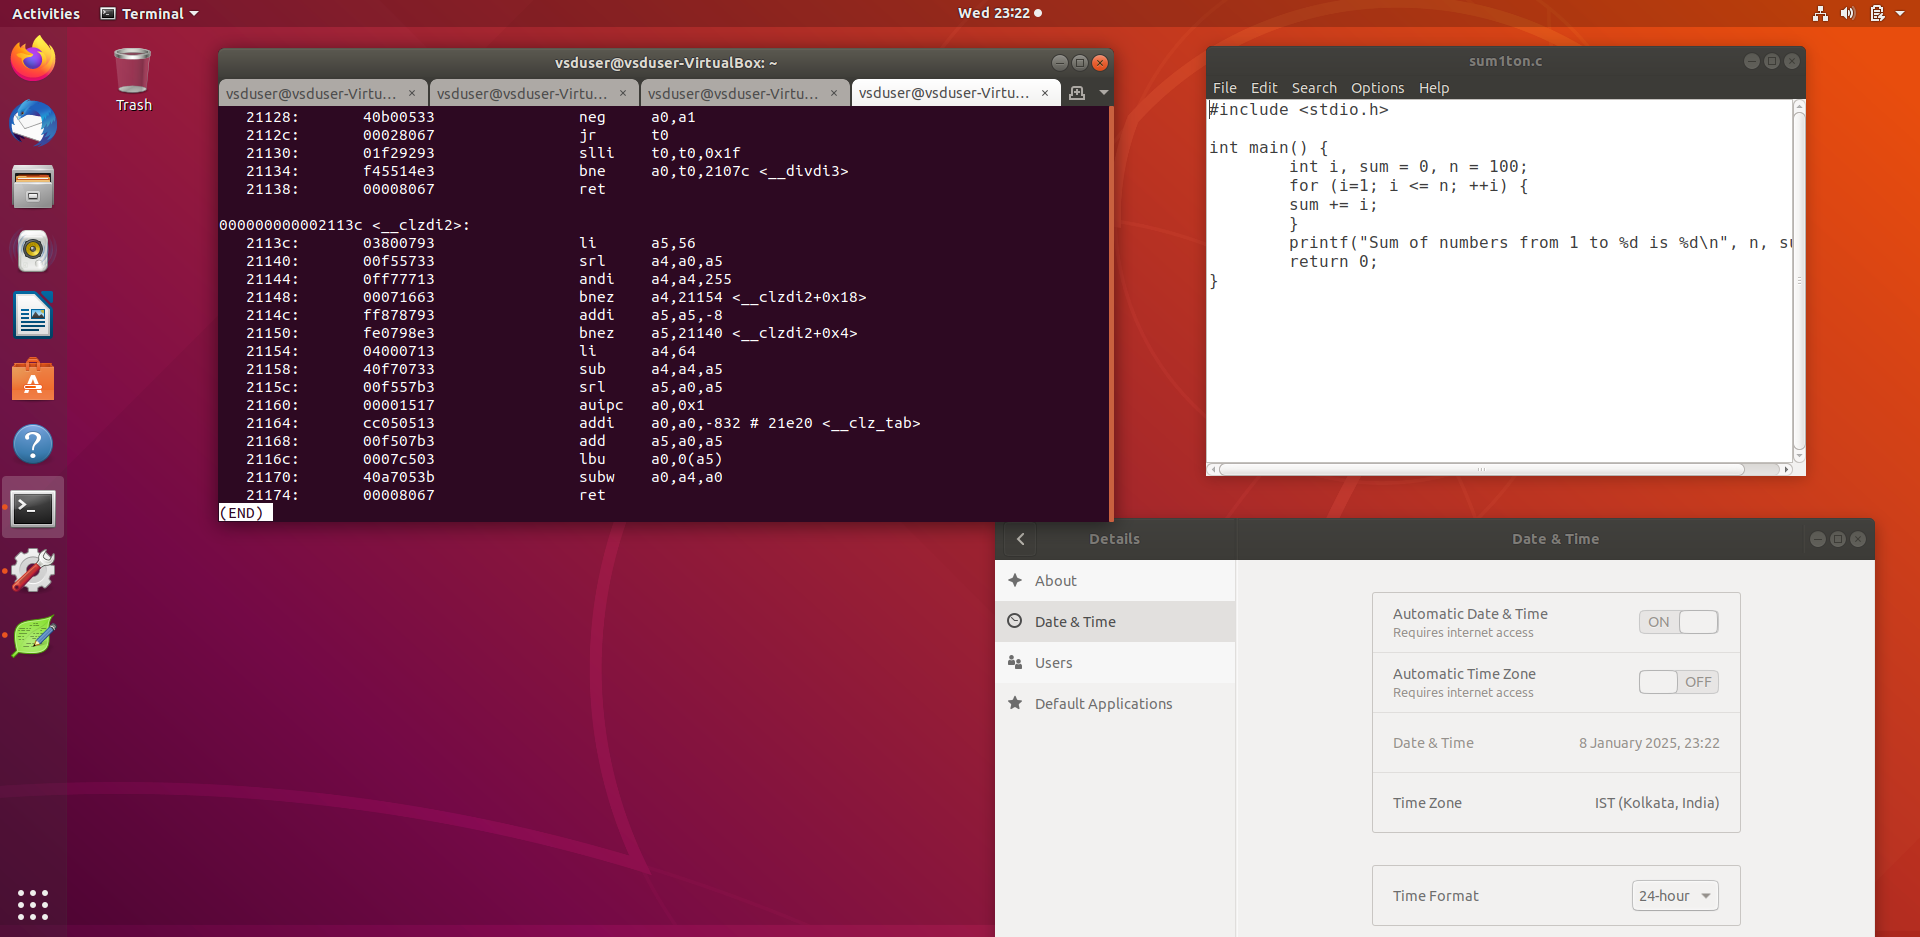 Activities Terminal Wed 23:22
Trash
vsduser@vsduser-VirtualBox: ~
vsduser@vsduser-Virtu... × vsduser@vsduser-Virtu... × vsduser@vsduser-Virtu... × vsduser@vsduser-Virtu... ×
21128: 40b00533 neg a0,a1
2112c: 00028067 jr t0
21130: 01f29293 slli t0,t0,0x1f
21134: f45514e3 bne a0,t0,2107c <__divdi3>
21138: 00008067 ret
000000000002113c <__clzdi2>:
2113c: 03800793 li a5,56
21140: 00f55733 srl a4,a0,a5
21144: 0ff77713 andi a4,a4,255
21148: 00071663 bnez a4,21154 <__clzdi2+0x18>
2114c: ff878793 addi a5,a5,-8
21150: fe0798e3 bnez a5,21140 <__clzdi2+0x4>
21154: 04000713 li a4,64
21158: 40f70733 sub a4,a4,a5
2115c: 00f557b3 srl a5,a0,a5
21160: 00001517 auipc a0,0x1
21164: cc050513 addi a0,a0,-832 # 21e20 <__clz_tab>
21168: 00f507b3 add a5,a0,a5
2116c: 0007c503 lbu a0,0(a5)
21170: 40a7053b subw a0,a4,a0
21174: 00008067 ret
(END)
sum1ton.c
File Edit Search Options Help
#include <stdio.h>
int main() {
int i, sum = 0, n = 100;
for (i=1; i <= n; ++i) {
sum += i;
}
printf("Sum of numbers from 1 to %d is %d\n", n, su
return 0;
}
Details Date & Time
About
Date & Time
Users
Default Applications
Automatic Date & Time ON
Requires internet access
Automatic Time Zone OFF
Requires internet access
Date & Time 8 January 2025, 23:22
Time Zone IST (Kolkata, India)
Time Format 24-hour